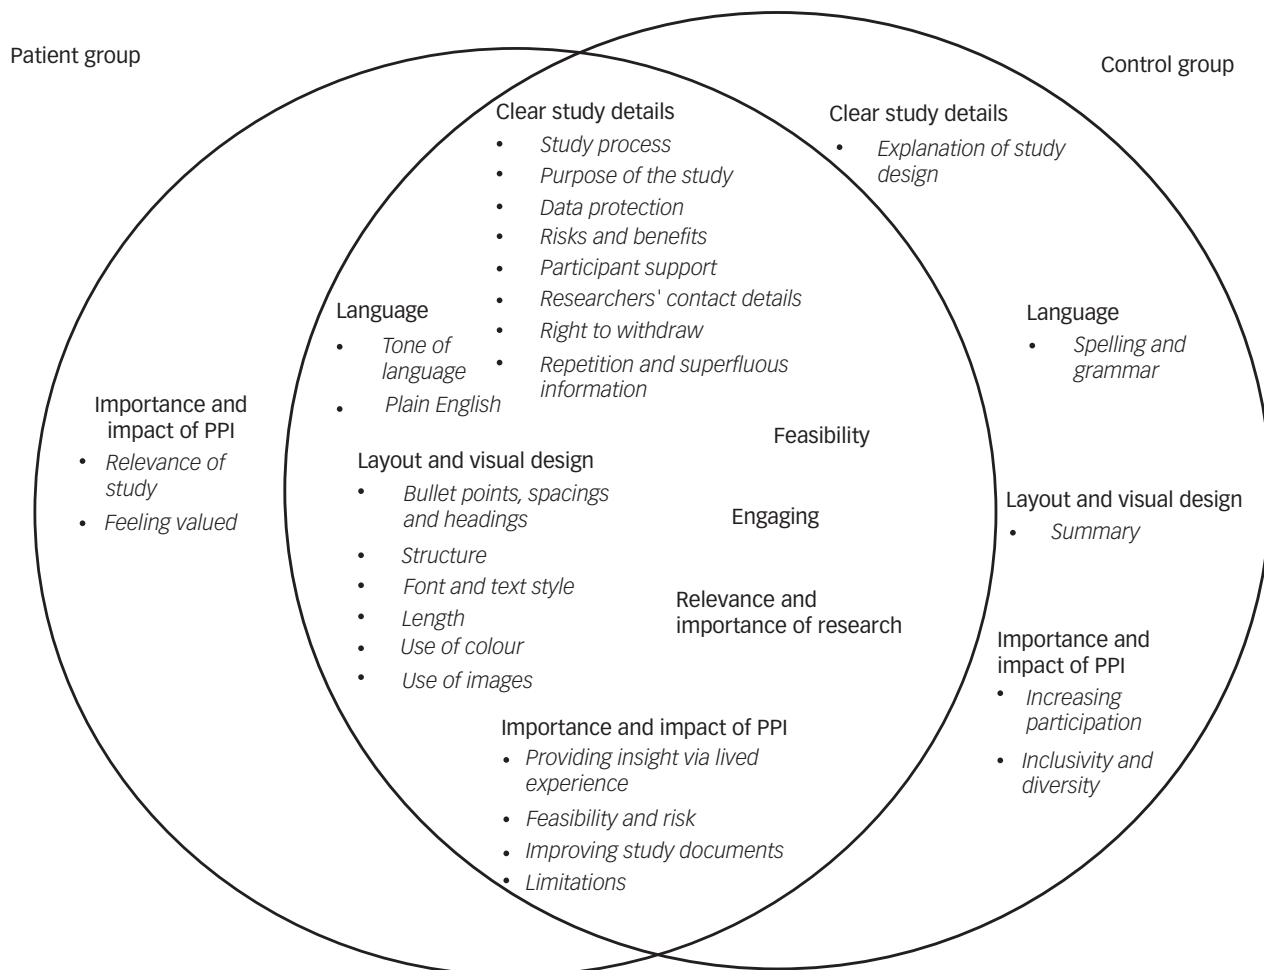 Patient group
Control group
Clear study details
• Study process
• Purpose of the study
• Data protection
• Risks and benefits
• Participant support
• Researchers' contact details
• Right to withdraw
• Repetition and superfluous
information
Clear study details
• Explanation of study
design
Language
• Tone of
language
• Plain English
Language
• Spelling and
grammar
Importance and
impact of PPI
• Relevance of
study
• Feeling valued
Feasibility
Engaging
Relevance and
importance of research
Layout and visual design
• Bullet points, spacings
and headings
• Structure
• Font and text style
• Length
• Use of colour
• Use of images
Layout and visual design
• Summary
Importance and impact of PPI
• Providing insight via lived
experience
• Feasibility and risk
• Improving study documents
• Limitations
Importance and
impact of PPI
• Increasing
participation
• Inclusivity and
diversity